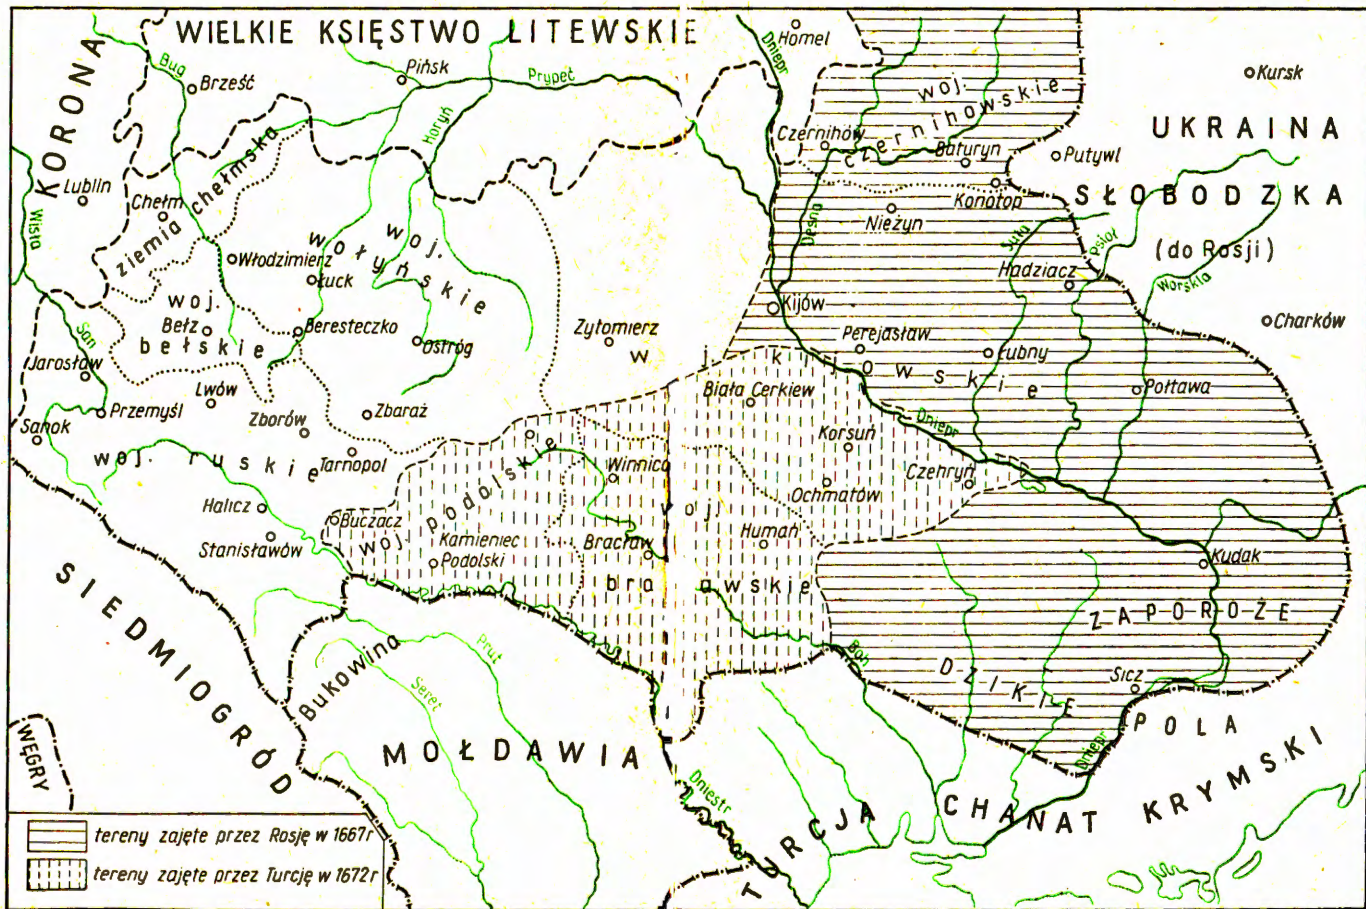 WIELKIE KSIĘSTWO LITEWSKIE
KORONA
Bug
Brześć
Pińsk
Prypeć
Horyń
Dniepr
Homel
woj.
czernihowskie
Czernihów
Baturyn
Konotop
Putywl
Kursk
UKRAINA
SŁOBODZKA
(do Rosji)
Lublin
Wisła
Chełm
ziemia chełmska
Włodzimierz
Łuck
woj.
wołyńskie
Desna
Nieżyn
Suła
Psioł
Hadziacz
Worskla
Charków
San
woj.
Bełz
bełskie
Beresteczko
Ostróg
Żytomierz
Kijów
Perejasław
Łubny
Połtawa
w j. k i owskie
Jarosław
Przemyśl
Sanok
Lwów
Zborów
Zbaraż
Tarnopol
woj. ruskie
Halicz
Stanisławów
Biała Cerkiew
Korsuń
Dniepr
Czehryń
Ochmatów
Winnica
woj. podolskie
Buczacz
Kamieniec
Podolski
Bracław
Humań
woj.
bra owskie
Kudak
ZAPOROŻE
Sicz
DZIKIE
POLA
Boh
Dniepr
SIEDMIOGRÓD
WĘGRY
Bukowina
Prut
Seret
MOŁDAWIA
Dniestr
TURCJA
CHANAT KRYMSKI
tereny zajęte przez Rosję w 1667r
tereny zajęte przez Turcję w 1672r